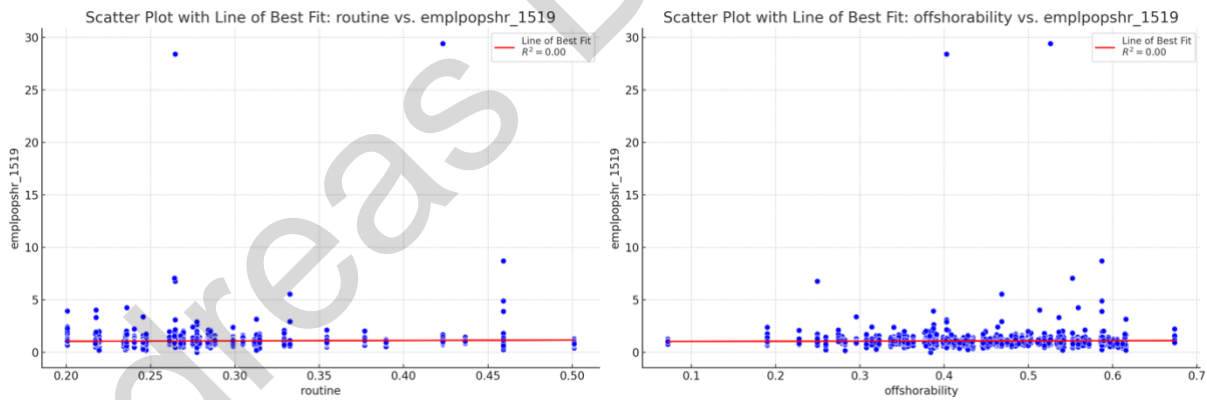 Scatter Plot with Line of Best Fit: routine vs. emplpopshr_1519
Line of Best Fit
R² = 0.00
30
25
20
15
10
5
0
emplpopshr_1519
0.20 0.25 0.30 0.35 0.40 0.45 0.50
routine
Scatter Plot with Line of Best Fit: offshorability vs. emplpopshr_1519
Line of Best Fit
R² = 0.00
30
25
20
15
10
5
0
emplpopshr_1519
0.1 0.2 0.3 0.4 0.5 0.6 0.7
offshorability
dreas